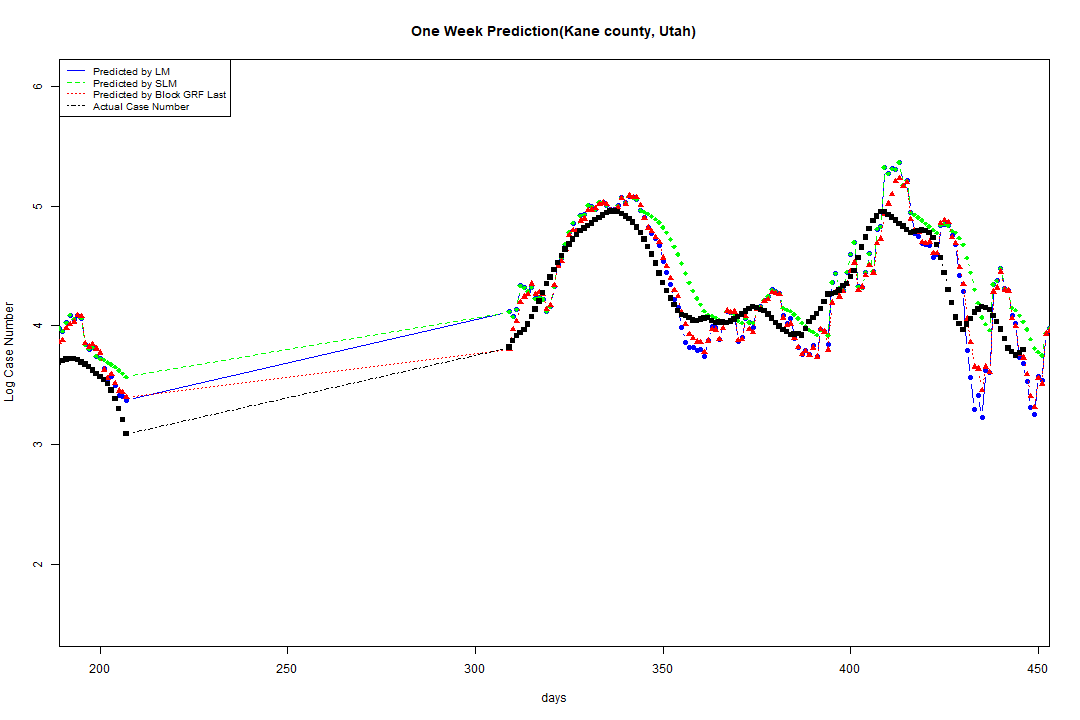 One Week Prediction(Kane county, Utah)
Predicted by LM
Predicted by SLM
Predicted by Block GRF Last
Actual Case Number
6
5
4
3
2
Log Case Number
200 250 300 350 400 450
days